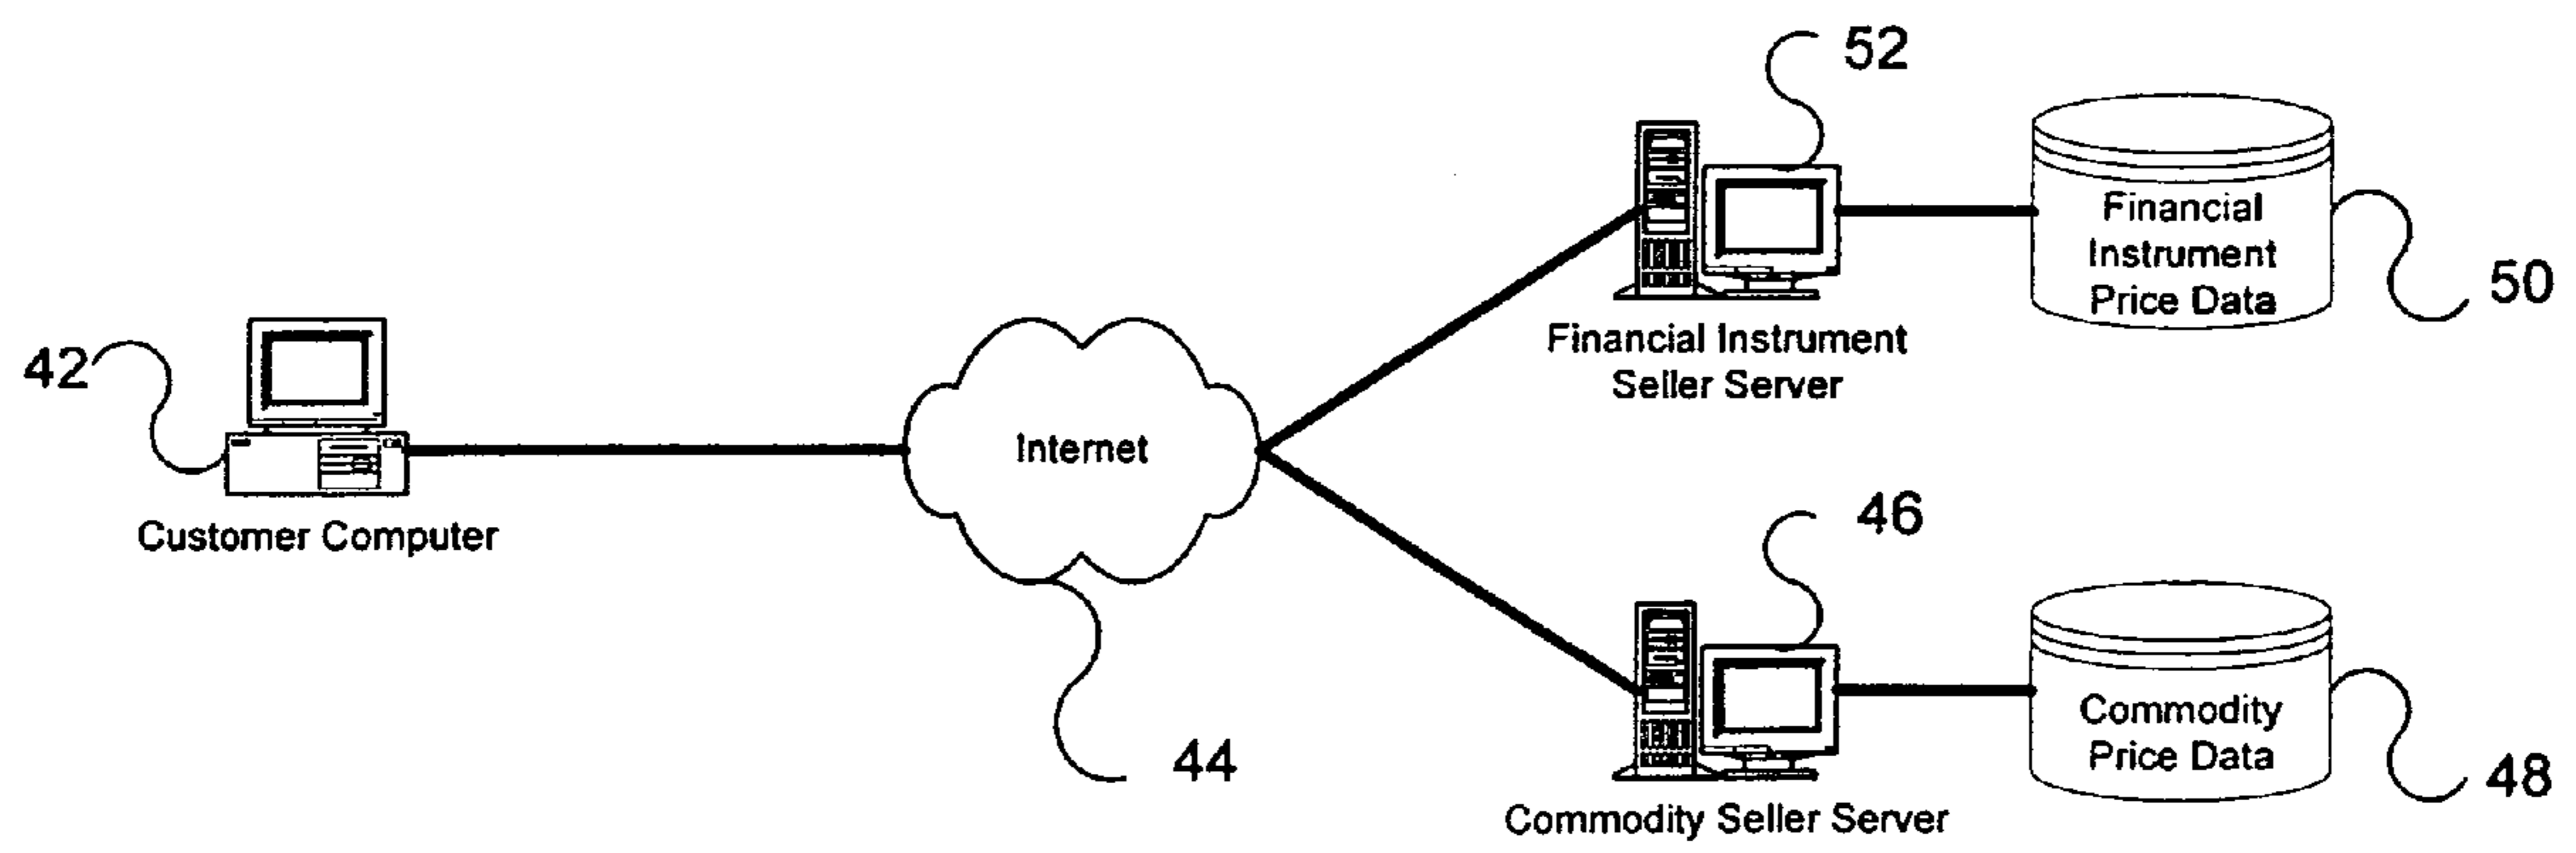 52
Financial
Instrument
Price Data
50
Financial Instrument
Seller Server
42
Customer Computer
Internet
44
46
Commodity
Price Data
48
Commodity Seller Server